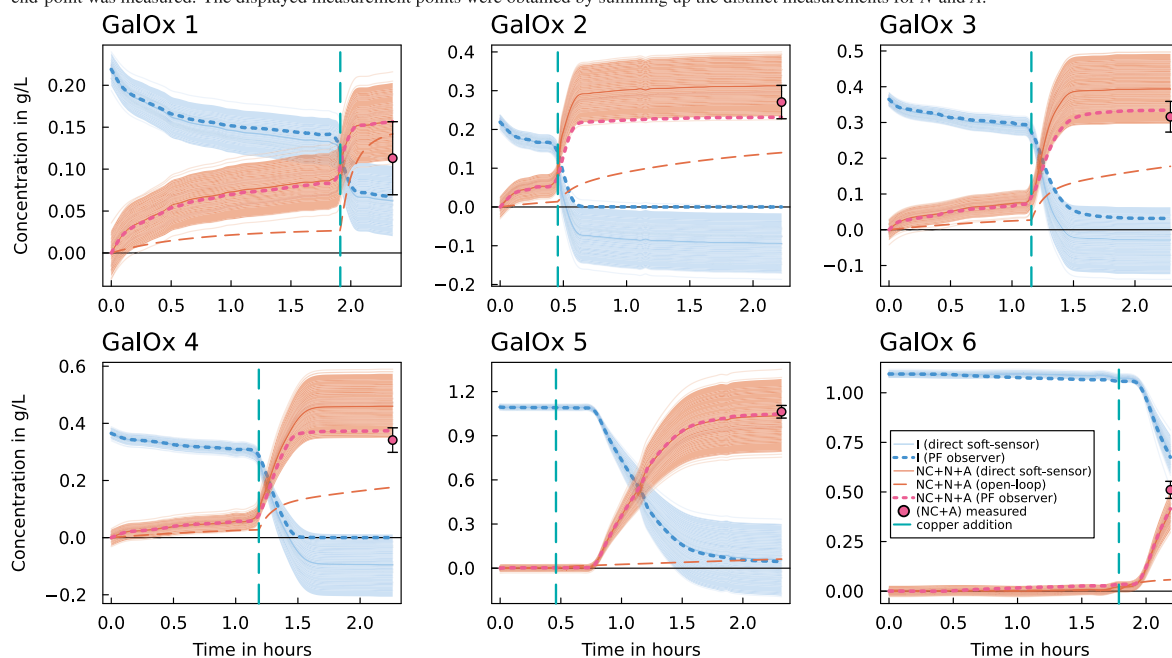 end-point was measured. The displayed measurement points were obtained by summing up the distinct measurements for N and A.
GalOx 1
GalOx 2
GalOx 3
Concentration in g/L
0.20
0.15
0.10
0.05
0.00
0.0 0.5 1.0 1.5 2.0
0.4
0.3
0.2
0.1
0.0
−0.1
−0.2
0.0 0.5 1.0 1.5 2.0
0.5
0.4
0.3
0.2
0.1
0.0
−0.1
0.0 0.5 1.0 1.5 2.0
GalOx 4
GalOx 5
GalOx 6
Concentration in g/L
0.6
0.4
0.2
0.0
−0.2
0.0 0.5 1.0 1.5 2.0
Time in hours
1.2
0.9
0.6
0.3
0.0
0.0 0.5 1.0 1.5 2.0
Time in hours
1.00
0.75
0.50
0.25
0.00
0.0 0.5 1.0 1.5 2.0
Time in hours
I (direct soft-sensor)
I (PF observer)
NC+N+A (direct soft-sensor)
NC+N+A (open-loop)
NC+N+A (PF observer)
(NC+A) measured
copper addition